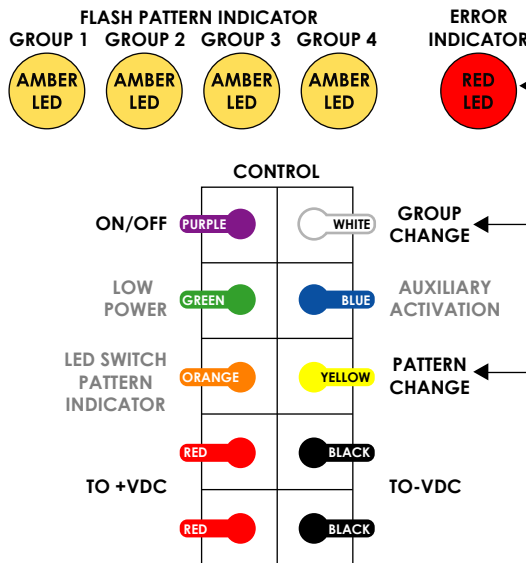 FLASH PATTERN INDICATOR
GROUP 1 GROUP 2 GROUP 3 GROUP 4
AMBER LED
AMBER LED
AMBER LED
AMBER LED
ERROR
INDICATOR
RED
LED
CONTROL
ON/OFF
PURPLE
WHITE
GROUP
CHANGE
LOW
POWER
GREEN
BLUE
AUXILIARY
ACTIVATION
LED SWITCH
PATTERN
INDICATOR
ORANGE
YELLOW
PATTERN
CHANGE
RED
BLACK
TO +VDC
TO-VDC
RED
BLACK